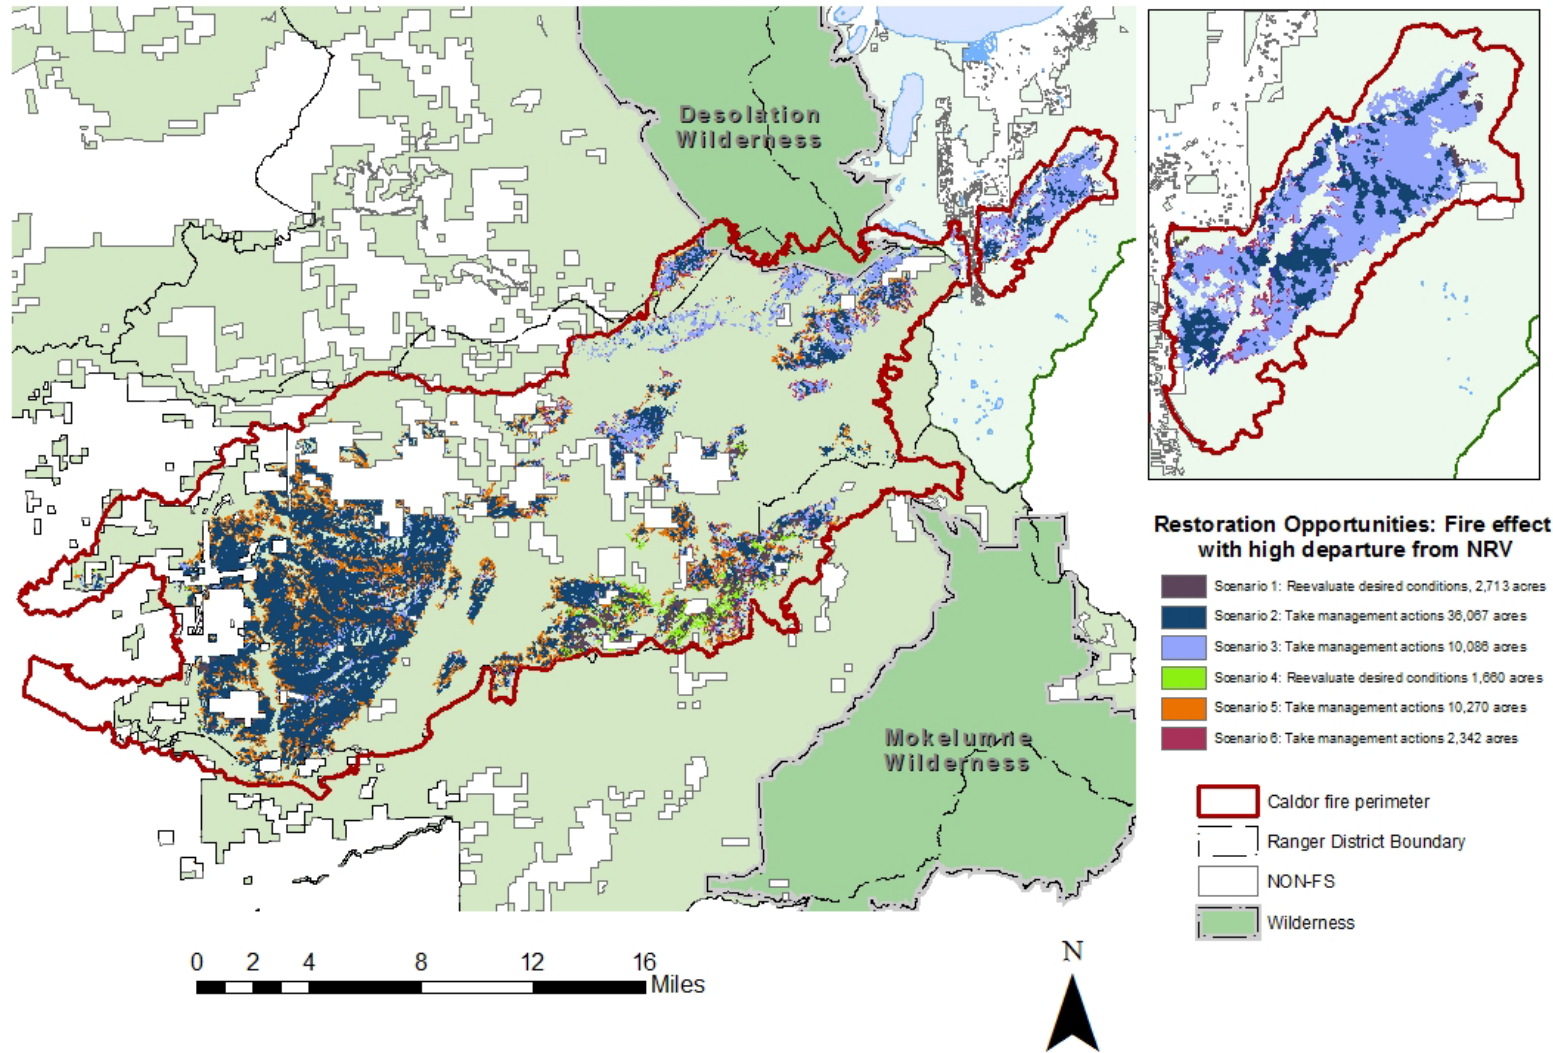 Desolation
Wilderness
Mokelumne
Wilderness
Restoration Opportunities: Fire effect
with high departure from NRV
Scenario 1: Reevaluate desired conditions, 2,713 acres
Scenario 2: Take management actions 36,067 acres
Scenario 3: Take management actions 10,086 acres
Scenario 4: Reevaluate desired conditions 1,660 acres
Scenario 5: Take management actions 10,270 acres
Scenario 6: Take management actions 2,342 acres
Caldor fire perimeter
Ranger District Boundary
NON-FS
Wilderness
0 2 4 8 12 16
Miles
N